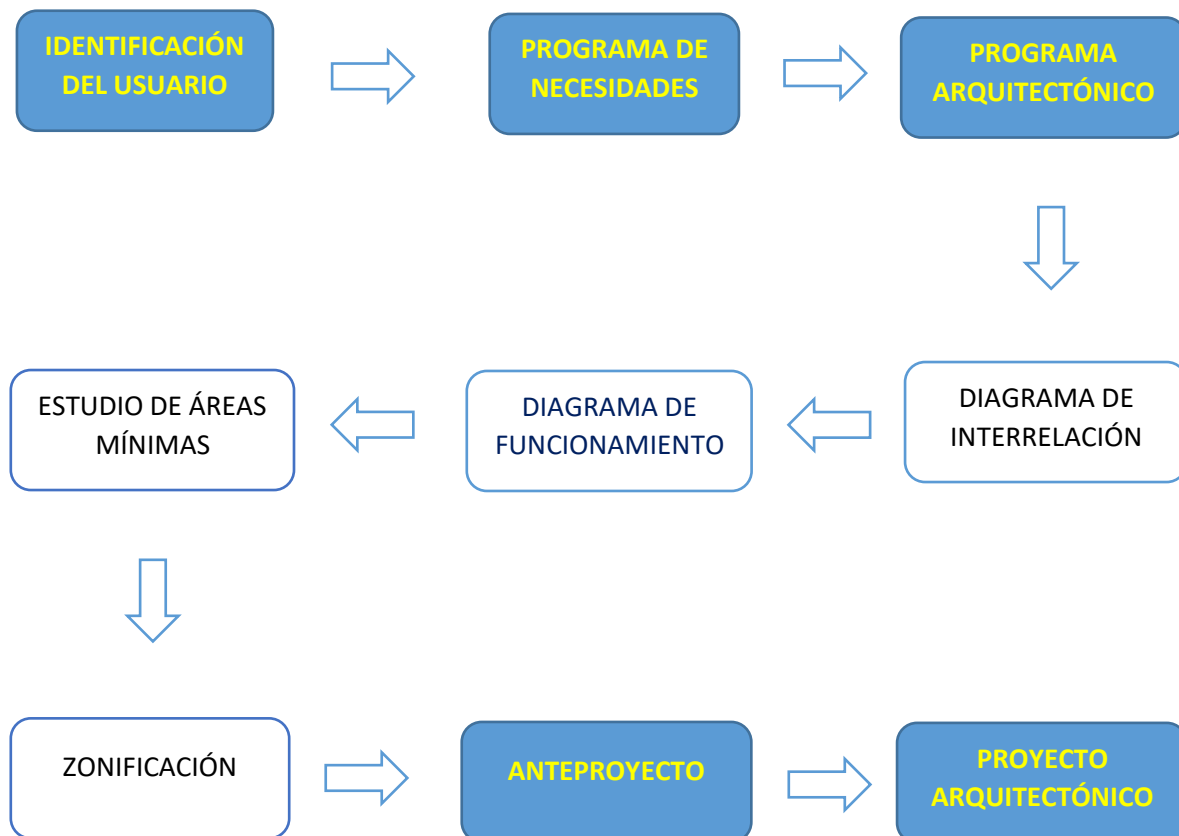 IDENTIFICACIÓN
DEL USUARIO
PROGRAMA DE
NECESIDADES
PROGRAMA
ARQUITECTÓNICO
DIAGRAMA DE
INTERRELACIÓN
DIAGRAMA DE
FUNCIONAMIENTO
ESTUDIO DE ÁREAS
MÍNIMAS
ZONIFICACIÓN
ANTEPROYECTO
PROYECTO
ARQUITECTÓNICO